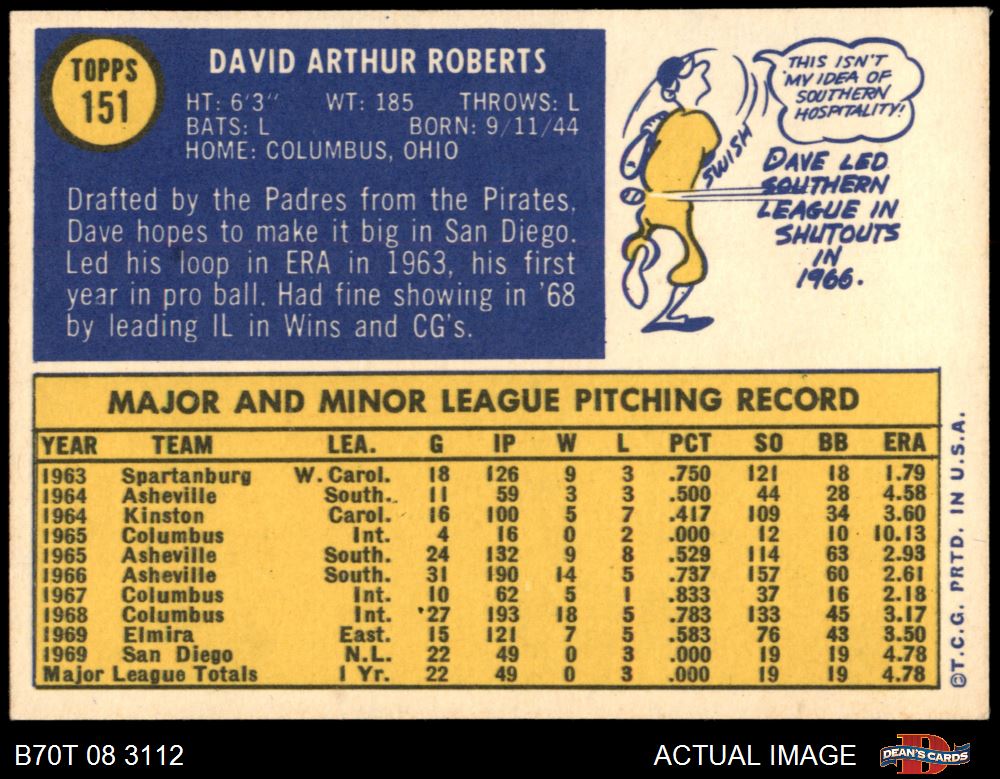 TOPPS
151
DAVID ARTHUR ROBERTS
HT: 6'3" WT: 185 THROWS: L
BATS: L BORN: 9/11/44
HOME: COLUMBUS, OHIO
Drafted by the Padres from the Pirates,
Dave hopes to make it big in San Diego.
Led his loop in ERA in 1963, his first
year in pro ball. Had fine showing in '68
by leading IL in Wins and CG's.
THIS ISN'T
MY IDEA OF
SOUTHERN
HOSPITALITY!
SWISH
DAVE LED
SOUTHERN
LEAGUE IN
SHUTOUTS
IN
1966.
MAJOR AND MINOR LEAGUE PITCHING RECORD
YEAR TEAM LEA. G IP W L PCT SO BB ERA
1963 Spartanburg W. Carol. 18 126 9 3 .750 121 18 1.79
1964 Asheville South. 11 59 3 3 .500 44 28 4.58
1964 Kinston Carol. 16 100 5 7 .417 109 34 3.60
1965 Columbus Int. 4 16 0 2 .000 12 10 10.13
1965 Asheville South. 24 132 9 8 .529 114 63 2.93
1966 Asheville South. 31 190 14 5 .737 157 60 2.61
1967 Columbus Int. 10 62 5 1 .833 37 16 2.18
1968 Columbus Int. 27 193 18 5 .783 133 45 3.17
1969 Elmira East. 15 121 7 5 .583 76 43 3.50
1969 San Diego N.L. 22 49 0 3 .000 19 19 4.78
Major League Totals 1 Yr. 22 49 0 3 .000 19 19 4.78
©T.C.G. PRTD. IN U.S.A.
B70T 08 3112
ACTUAL IMAGE
DEAN'S CARDS